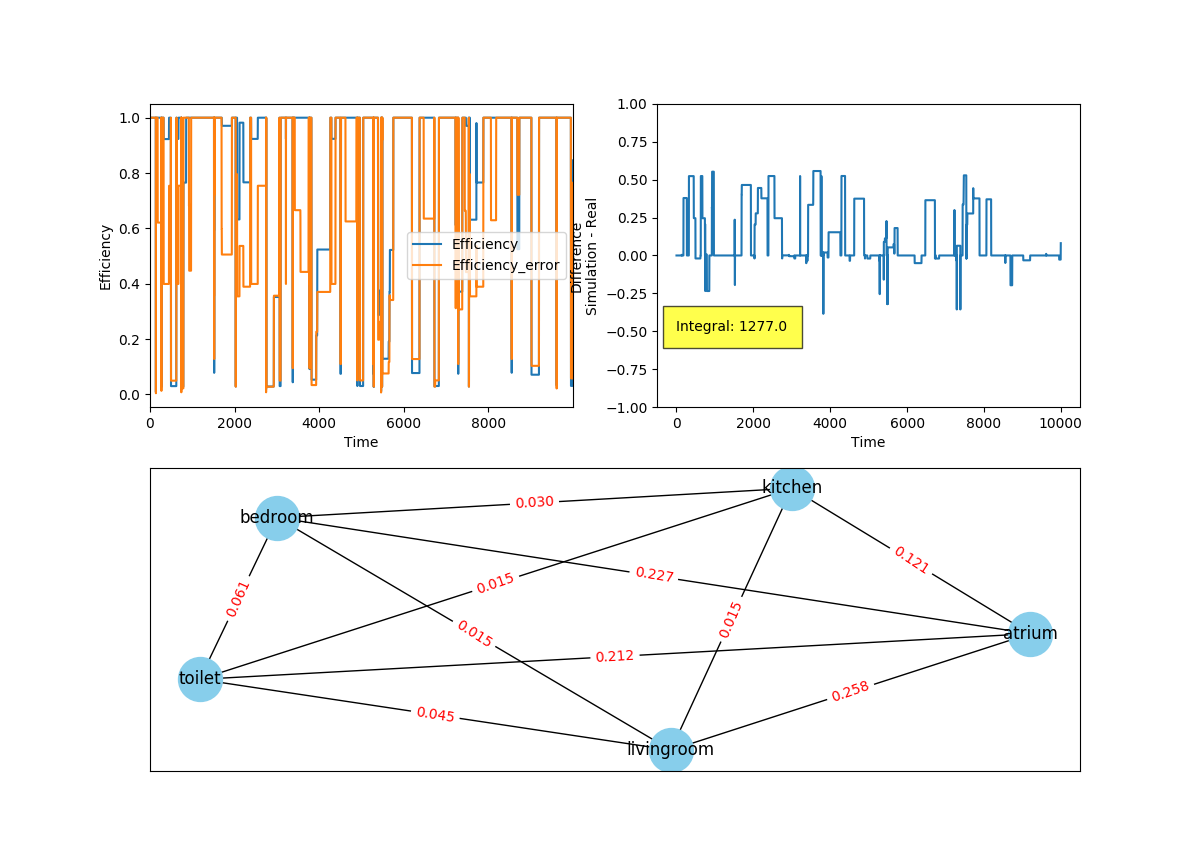 Efficiency
1.0
0.8
0.6
0.4
0.2
0.0
0
2000
4000
6000
8000
Time
Efficiency
Efficiency_error
Difference
Simulation - Real
1.00
0.75
0.50
0.25
0.00
−0.25
−0.50
−0.75
−1.00
0
2000
4000
6000
8000
10000
Time
Integral: 1277.0
kitchen
bedroom
0.030
0.121
0.227
0.015
0.061
0.015
0.015
atrium
0.212
toilet
0.258
0.045
livingroom